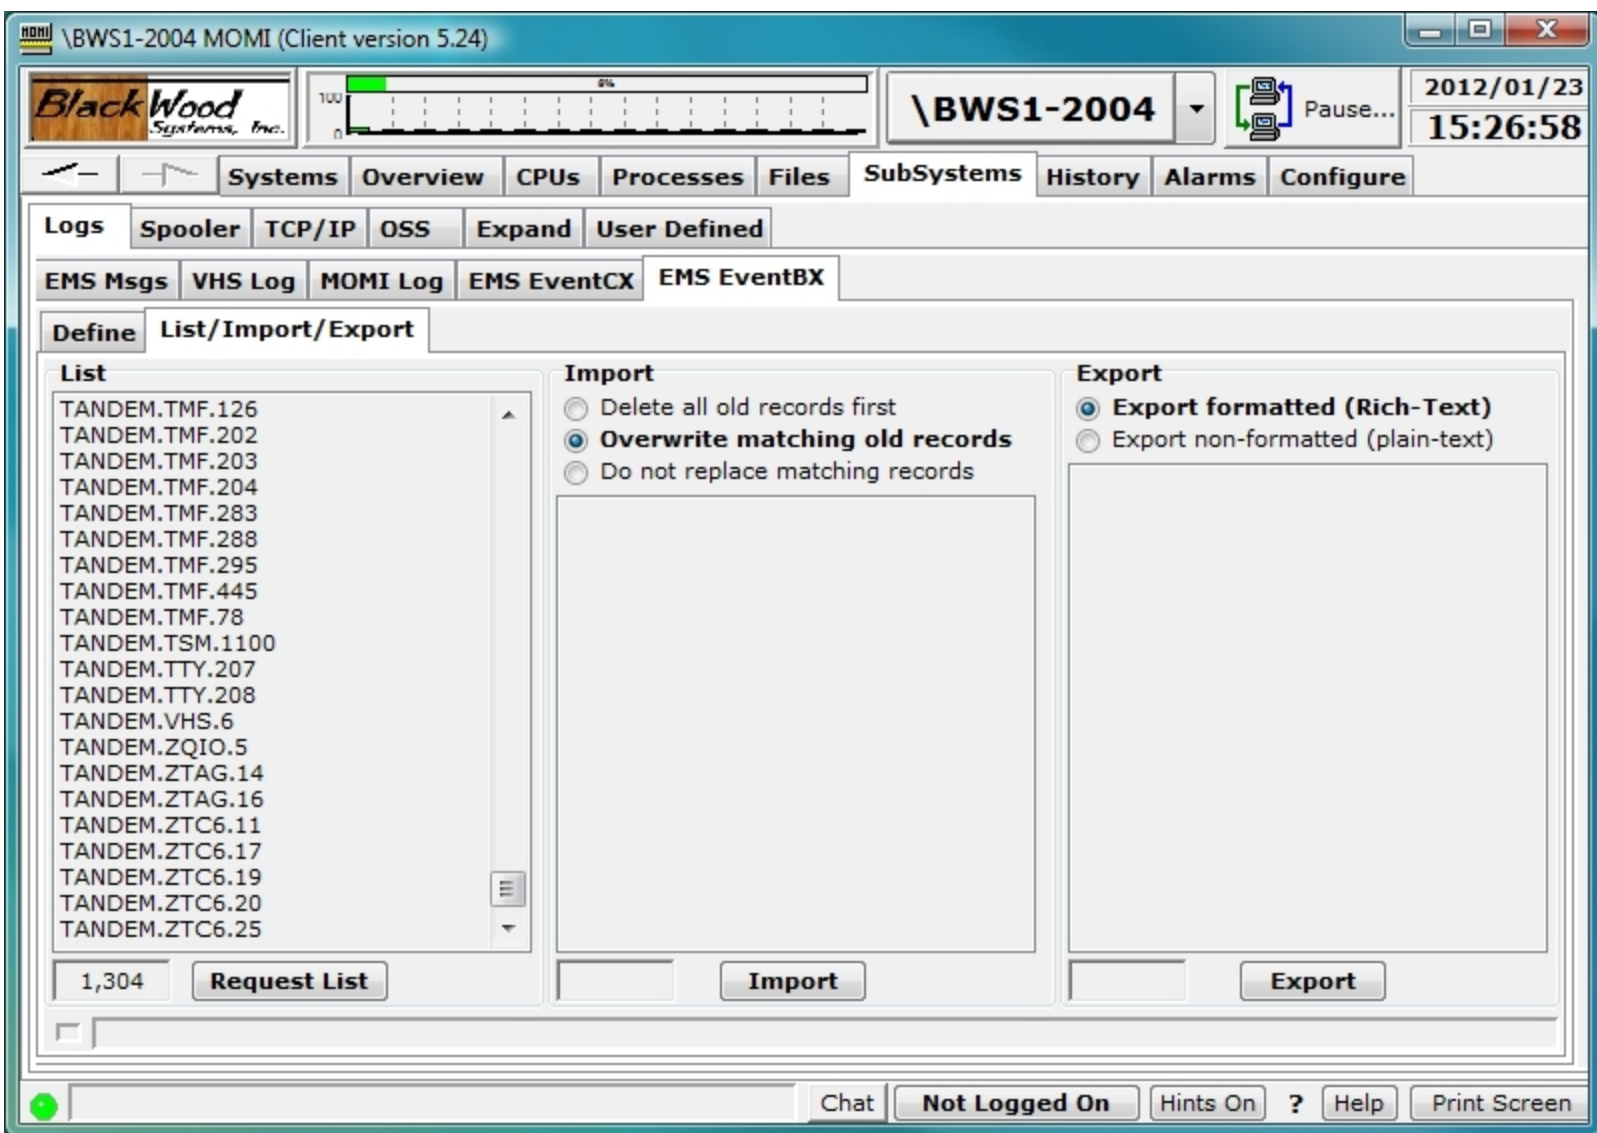 MOMI \BWS1-2004 MOMI (Client version 5.24)
BlackWood
Systems, Inc.
8%
100
0
\BWS1-2004
Pause...
2012/01/23
15:26:58
Systems Overview CPUs Processes Files SubSystems History Alarms Configure
Logs Spooler TCP/IP OSS Expand User Defined
EMS Msgs VHS Log MOMI Log EMS EventCX EMS EventBX
Define List/Import/Export
List
TANDEM.TMF.126
TANDEM.TMF.202
TANDEM.TMF.203
TANDEM.TMF.204
TANDEM.TMF.283
TANDEM.TMF.288
TANDEM.TMF.295
TANDEM.TMF.445
TANDEM.TMF.78
TANDEM.TSM.1100
TANDEM.TTY.207
TANDEM.TTY.208
TANDEM.VHS.6
TANDEM.ZQIO.5
TANDEM.ZTAG.14
TANDEM.ZTAG.16
TANDEM.ZTC6.11
TANDEM.ZTC6.17
TANDEM.ZTC6.19
TANDEM.ZTC6.20
TANDEM.ZTC6.25
1,304 Request List
Import
Delete all old records first
Overwrite matching old records
Do not replace matching records
Import
Export
Export formatted (Rich-Text)
Export non-formatted (plain-text)
Export
Chat Not Logged On Hints On ? Help Print Screen